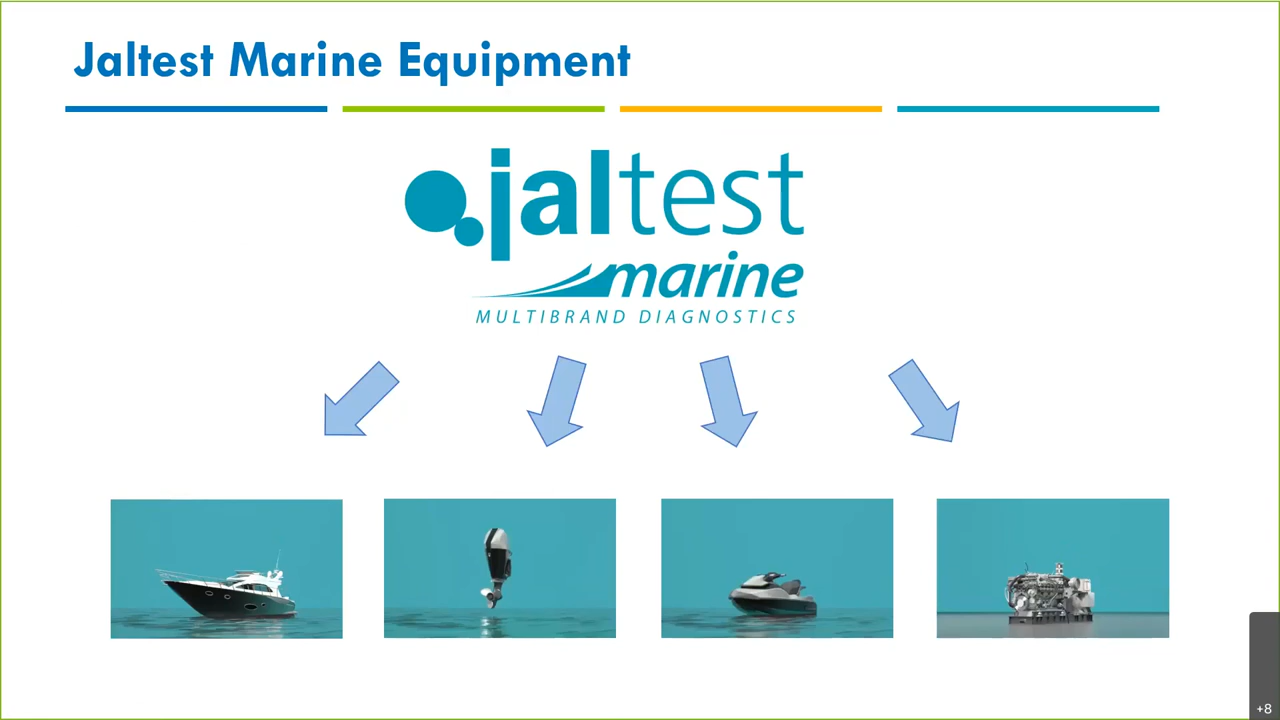 Jaltest Marine Equipment
jaltest
marine
MULTIBRAND DIAGNOSTICS
+8